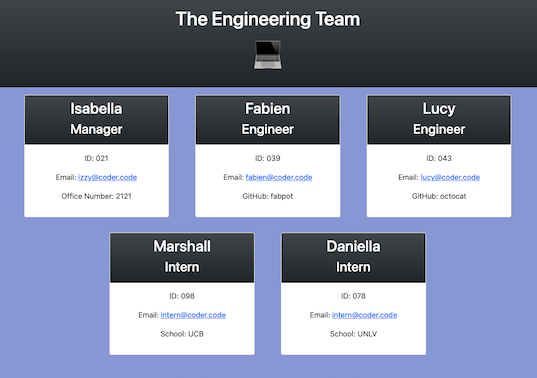 The Engineering Team
Isabella
Manager
ID: 021
Email: izzy@coder.code
Office Number: 2121
Fabien
Engineer
ID: 039
Email: fabien@coder.code
GitHub: fabpot
Lucy
Engineer
ID: 043
Email: lucy@coder.code
GitHub: octocat
Marshall
Intern
ID: 098
Email: intern@coder.code
School: UCB
Daniella
Intern
ID: 078
Email: intern@coder.code
School: UNLV